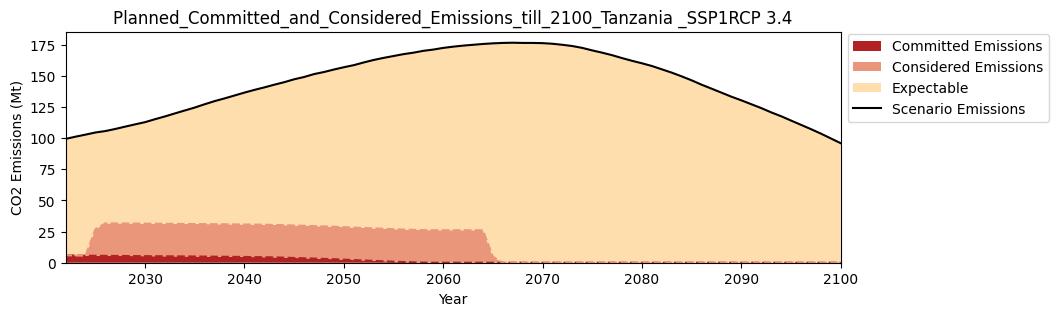 Planned_Committed_and_Considered_Emissions_till_2100_Tanzania _SSP1RCP 3.4
175
150
125
100
75
50
25
0
CO2 Emissions (Mt)
2030 2040 2050 2060 2070 2080 2090 2100
Year
Committed Emissions
Considered Emissions
Expectable
Scenario Emissions